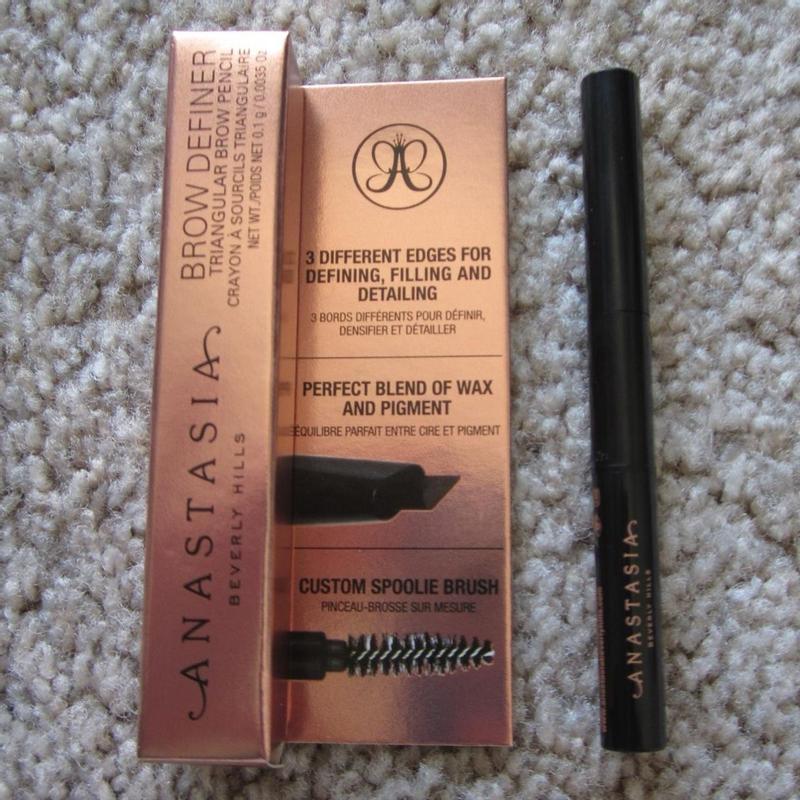 BROW DEFINER
TRIANGULAR BROW PENCIL
CRAYON À SOURCILS TRIANGULAIRE
NET WT./POIDS NET 0.1 g / 0.0035 Oz
ANASTASIA
BEVERLY HILLS
A
3 DIFFERENT EDGES FOR
DEFINING, FILLING AND
DETAILING
3 BORDS DIFFÉRENTS POUR DÉFINIR,
DENSIFIER ET DÉTAILLER
PERFECT BLEND OF WAX
AND PIGMENT
ÉQUILIBRE PARFAIT ENTRE CIRE ET PIGMENT
CUSTOM SPOOLIE BRUSH
PINCEAU-BROSSE SUR MESURE
ANASTASIA
BEVERLY HILLS